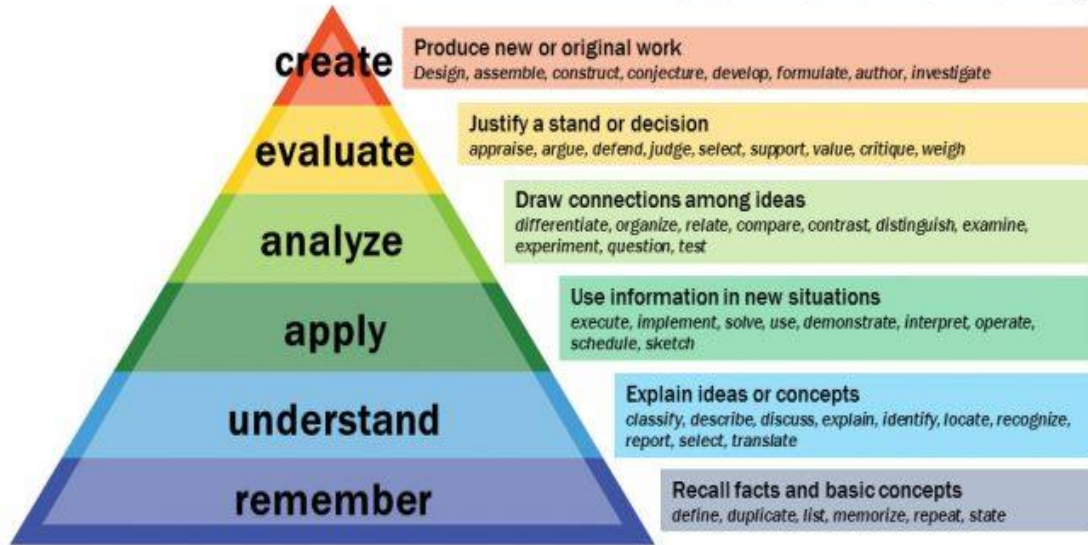 create
Produce new or original work
Design, assemble, construct, conjecture, develop, formulate, author, investigate
evaluate
Justify a stand or decision
appraise, argue, defend, judge, select, support, value, critique, weigh
analyze
Draw connections among ideas
differentiate, organize, relate, compare, contrast, distinguish, examine,
experiment, question, test
apply
Use information in new situations
execute, implement, solve, use, demonstrate, interpret, operate,
schedule, sketch
understand
Explain ideas or concepts
classify, describe, discuss, explain, identify, locate, recognize,
report, select, translate
remember
Recall facts and basic concepts
define, duplicate, list, memorize, repeat, state